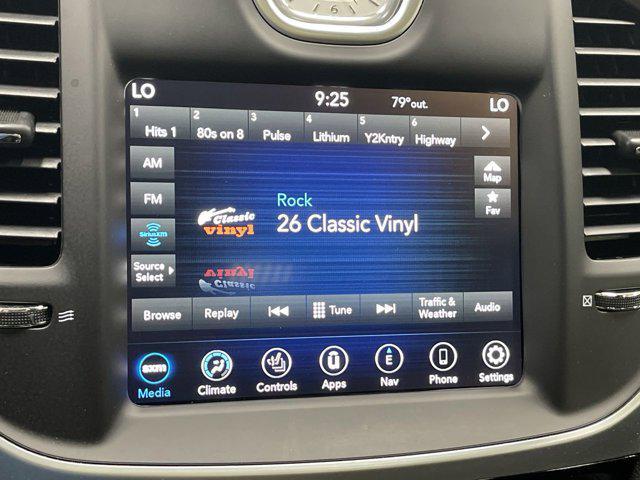 LO 9:25 79°out. LO
1 Hits 1 2 80s on 8 3 Pulse 4 Lithium 5 Y2Kntry 6 Highway
AM
Map
FM
Fav
Classic vinyl
Rock
26 Classic Vinyl
SiriusXM
Source Select
Browse Replay Tune Traffic & Weather Audio
sxm E
Media Climate Controls Apps Nav Phone Settings